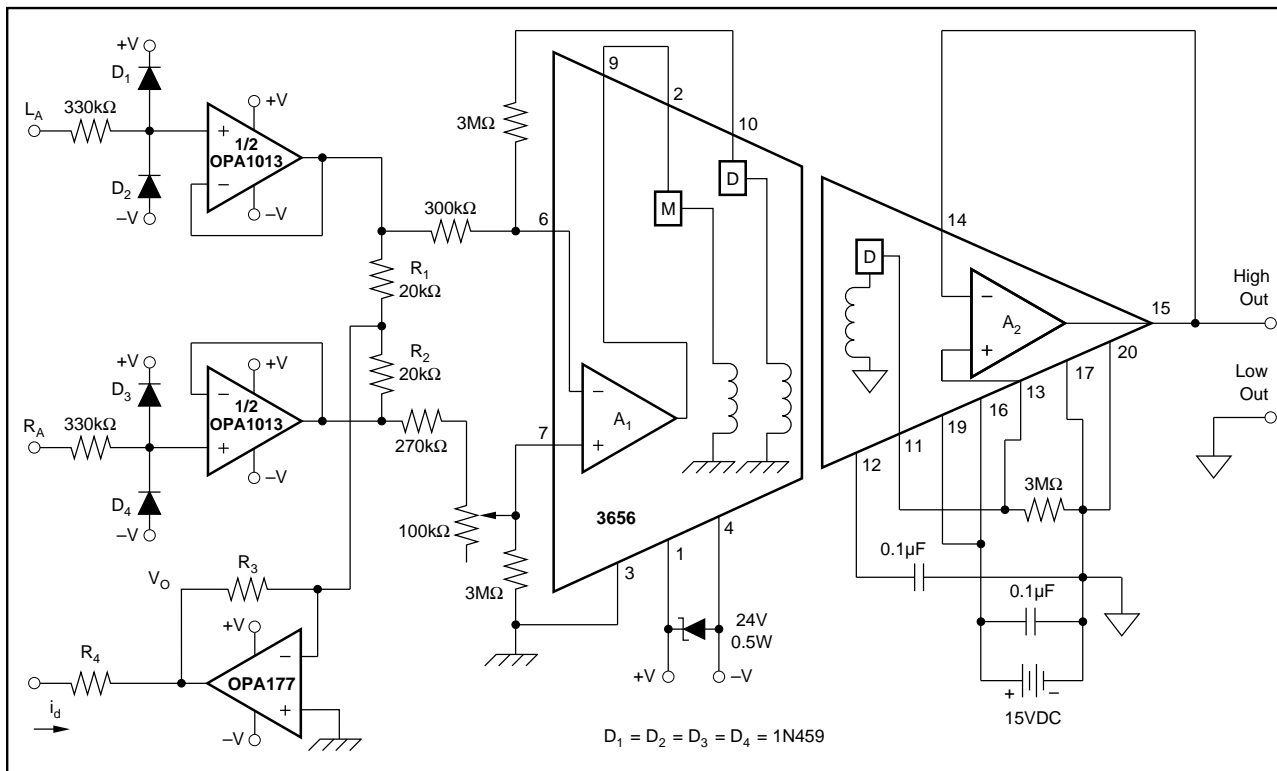 +V
D1
330kΩ
LA
+V
+
1/2
OPA1013
−
–V
D2
–V
3MΩ
9
2
10
D
M
300kΩ
6
R1
20kΩ
14
D
High
Out
−
A2
+
15
20
17
13
16
19
11
12
Low
Out
+V
D3
330kΩ
RA
+V
−
1/2
OPA1013
+
–V
D4
–V
R2
20kΩ
270kΩ
−
A1
+
7
100kΩ
3656
3MΩ
3
1
4
24V
0.5W
+V
–V
3MΩ
0.1µF
0.1µF
+
–
15VDC
VO
R3
+V
−
R4
OPA177
+
–V
id
D1 = D2 = D3 = D4 = 1N459